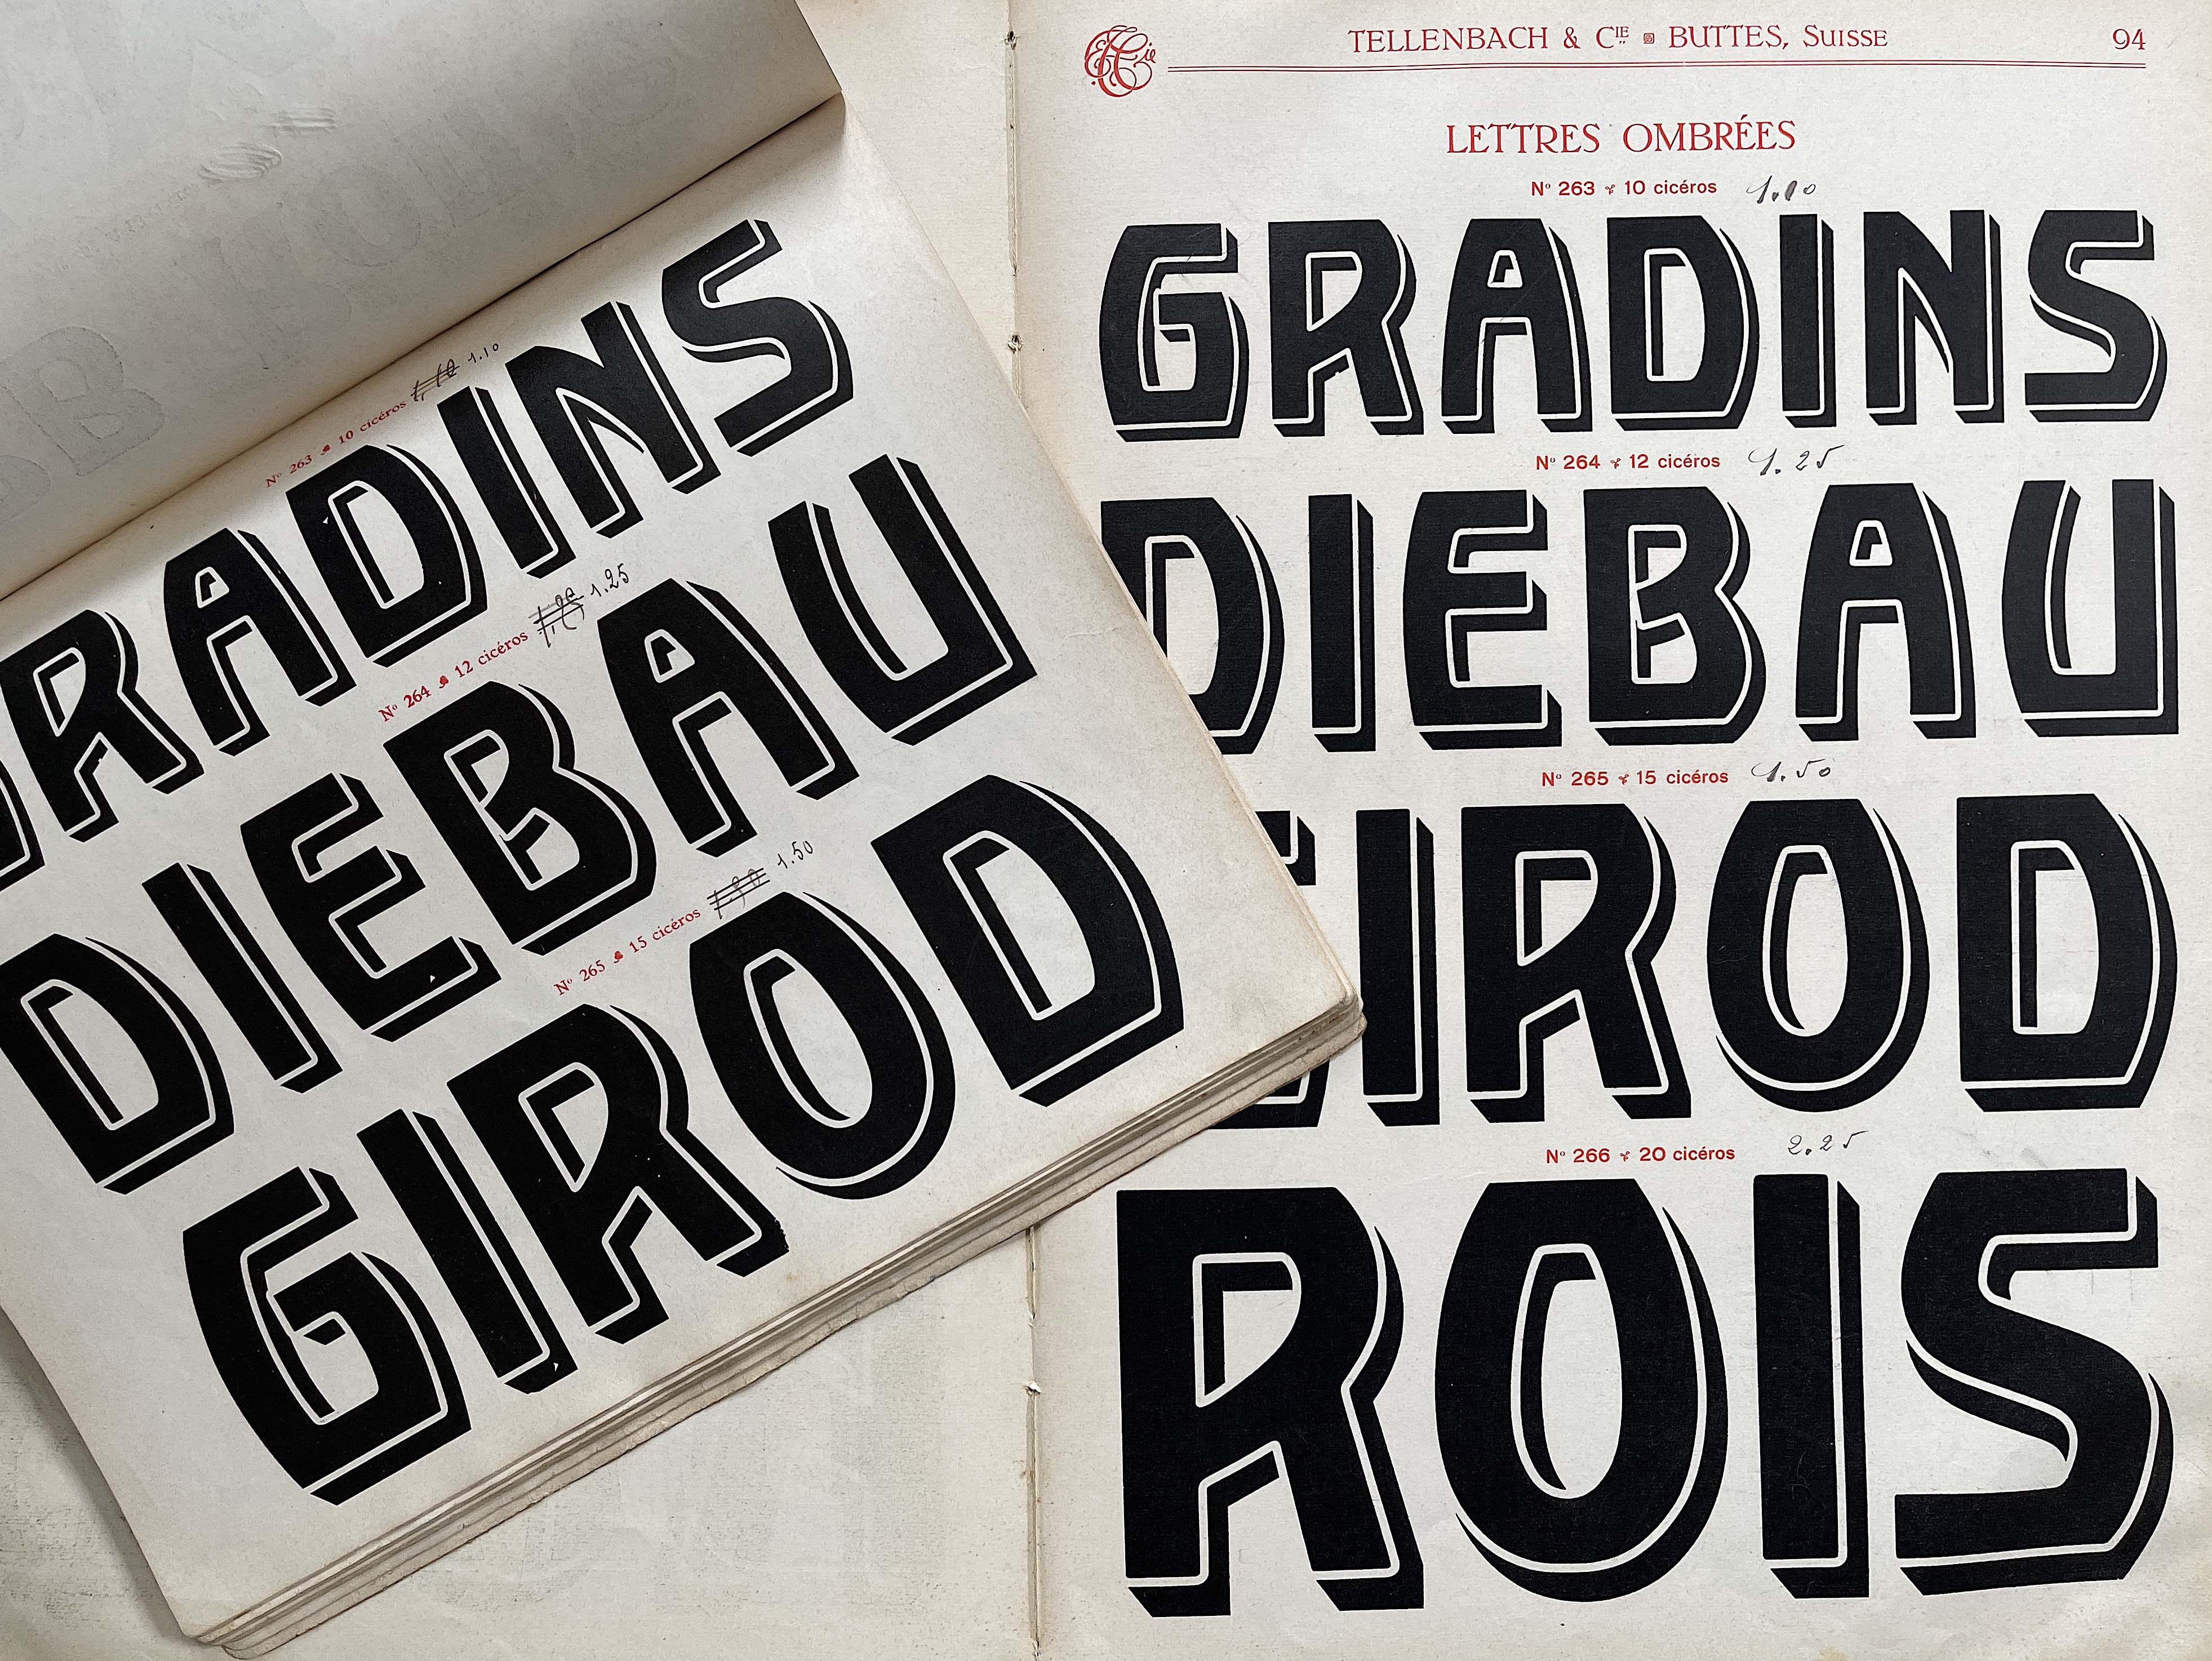 Nº 263 10 cicéros 1.10
RADINS
Nº 264 12 cicéros 1.25
DIEBAU
Nº 265 15 cicéros 1.50
GIROD
TELLENBACH & CIE BUTTES, SUISSE 94
LETTRES OMBRÉES
Nº 263 10 cicéros 1.10
GRADINS
Nº 264 12 cicéros 1.25
DIEBAU
Nº 265 15 cicéros 1.50
GIROD
Nº 266 20 cicéros 2.25
ROIS